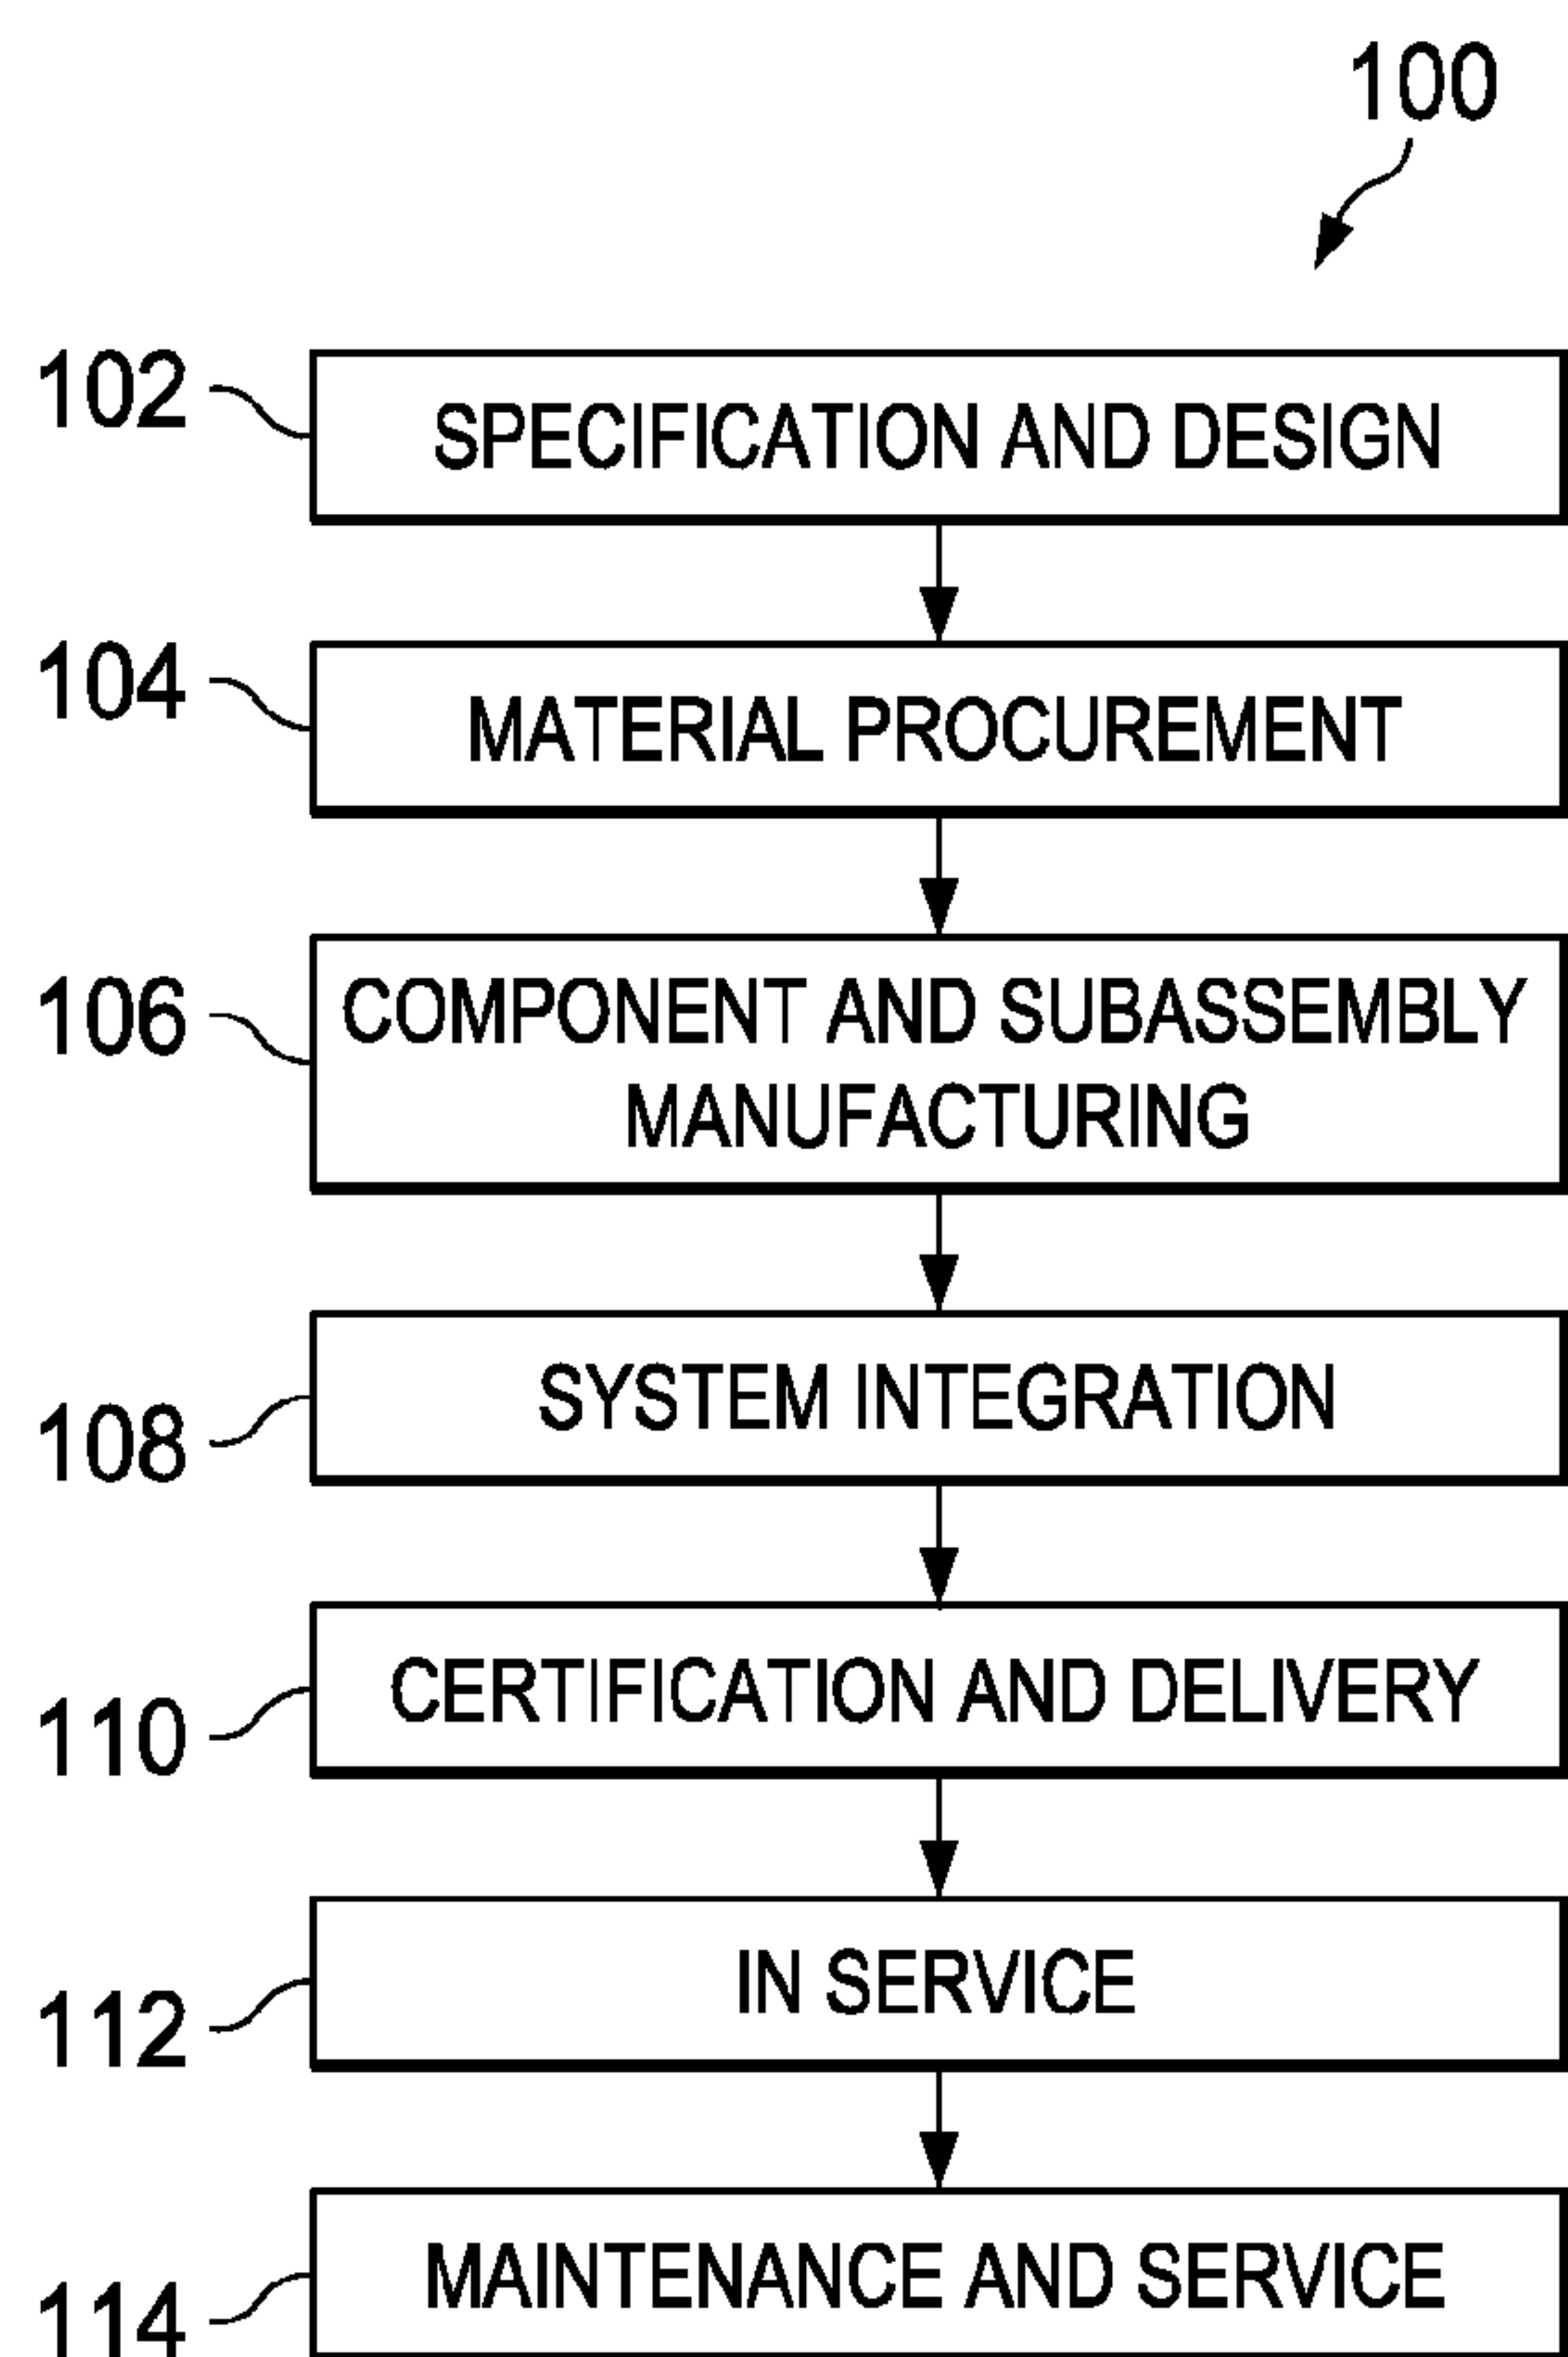 100
102
SPECIFICATION AND DESIGN
104
MATERIAL PROCUREMENT
106
COMPONENT AND SUBASSEMBLY
MANUFACTURING
108
SYSTEM INTEGRATION
110
CERTIFICATION AND DELIVERY
112
IN SERVICE
114
MAINTENANCE AND SERVICE